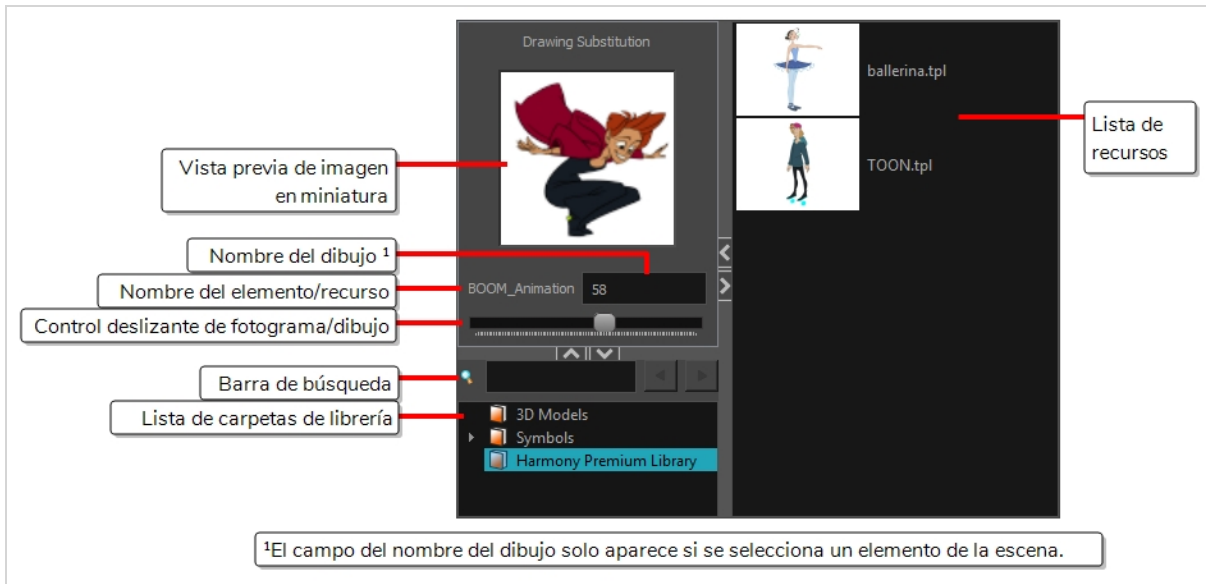 Drawing Substitution
ballerina.tpl
Lista de
recursos
Vista previa de imagen
en miniatura
TOON.tpl
Nombre del dibujo ¹
Nombre del elemento/recurso
BOOM_Animation 58
Control deslizante de fotograma/dibujo
Barra de búsqueda
Lista de carpetas de librería
3D Models
Symbols
Harmony Premium Library
¹El campo del nombre del dibujo solo aparece si se selecciona un elemento de la escena.